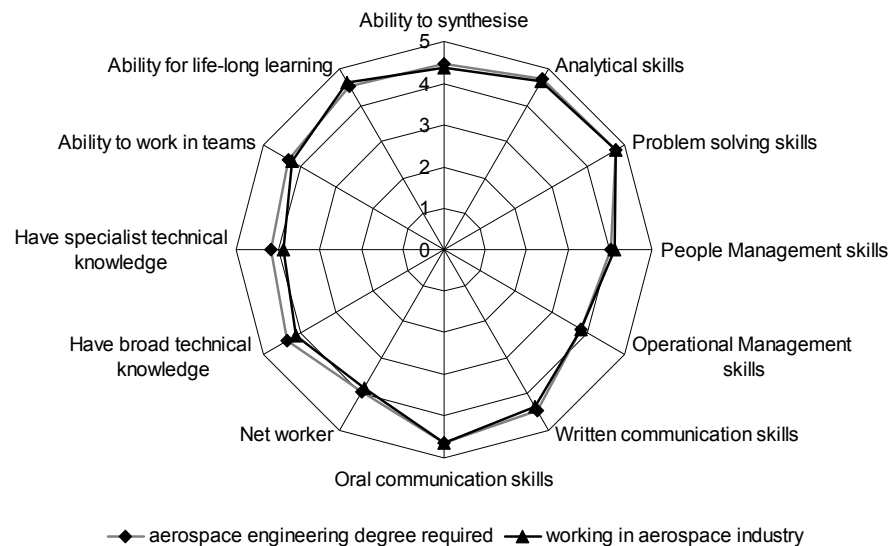 Ability to synthesise
5
Ability for life-long learning
Analytical skills
4
3
Ability to work in teams
Problem solving skills
2
1
Have specialist technical
knowledge
0
People Management skills
Have broad technical
knowledge
Operational Management
skills
Net worker
Written communication skills
Oral communication skills
aerospace engineering degree required
working in aerospace industry